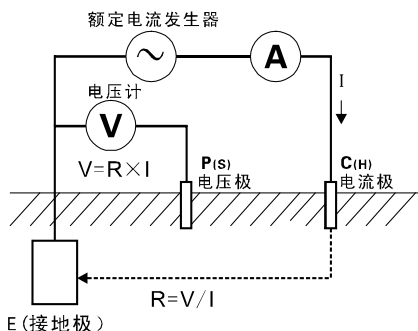 额定电流发生器
A
I
电压计
V
V=R×I
P(S)
电压极
C(H)
电流极
R=V/I
E(接地极)